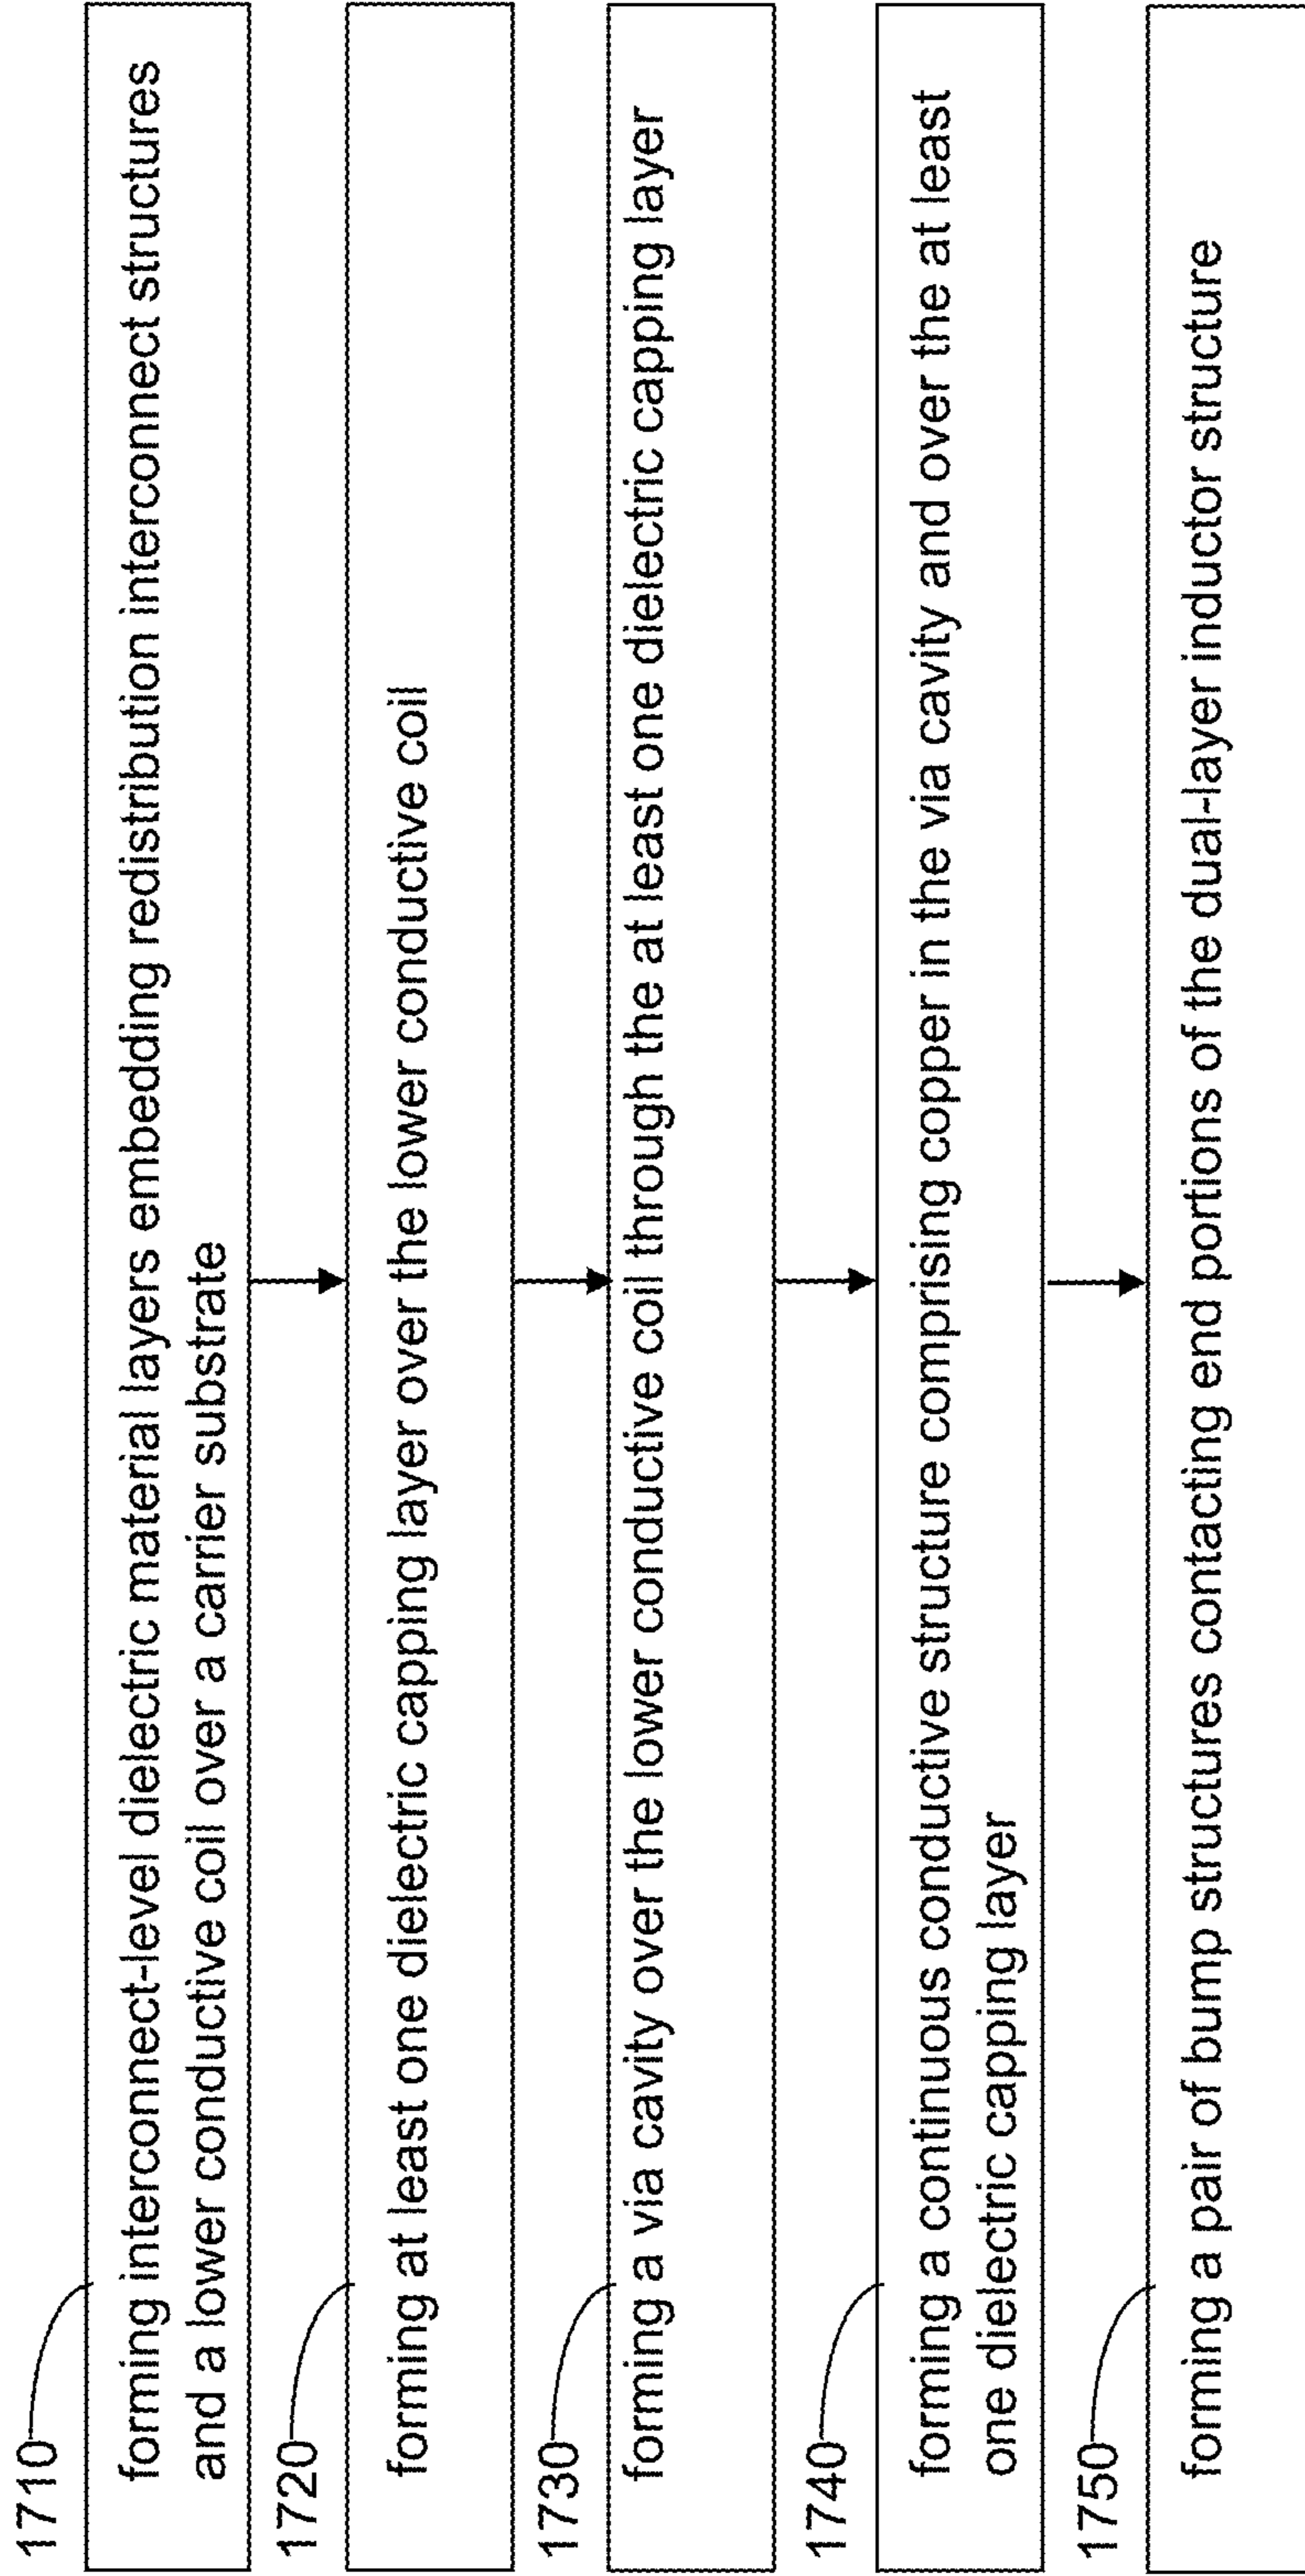 1710
forming interconnect-level dielectric material layers embedding redistribution interconnect structures
and a lower conductive coil over a carrier substrate
1720
forming at least one dielectric capping layer over the lower conductive coil
1730
forming a via cavity over the lower conductive coil through the at least one dielectric capping layer
1740
forming a continuous conductive structure comprising copper in the via cavity and over the at least
one dielectric capping layer
1750
forming a pair of bump structures contacting end portions of the dual-layer inductor structure